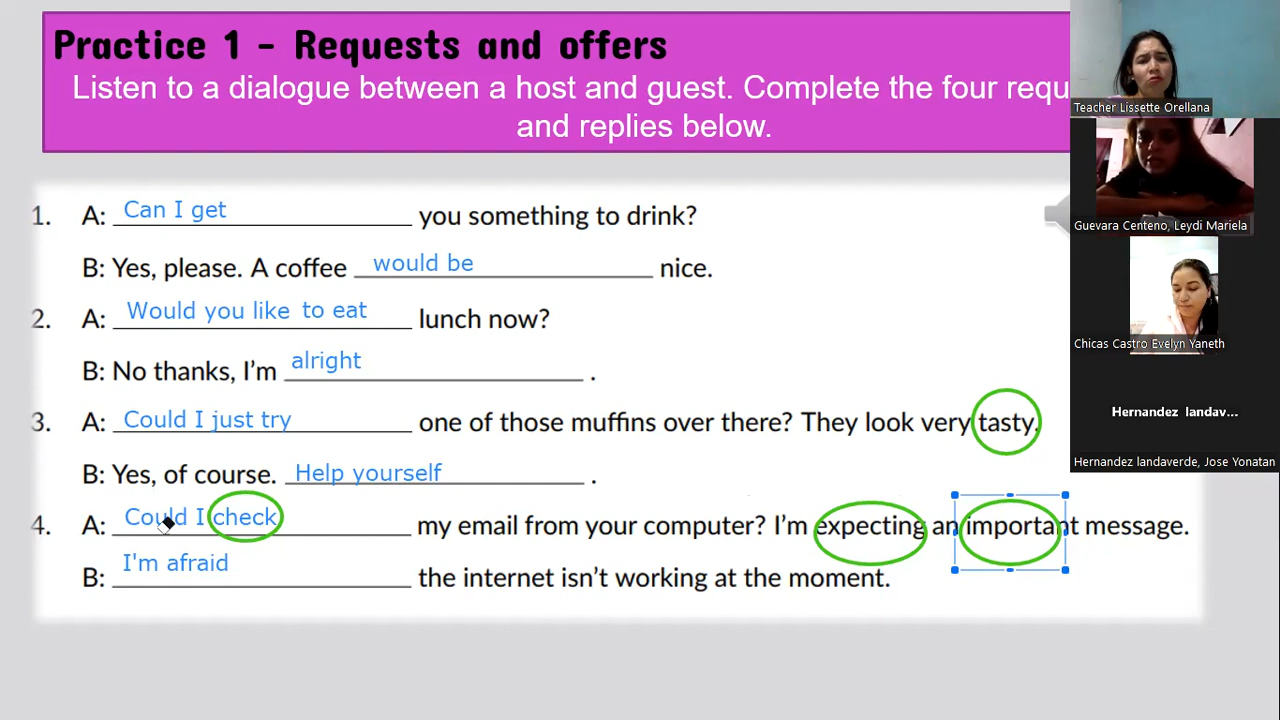 Practice 1 - Requests and offers
Listen to a dialogue between a host and guest. Complete the four requ
and replies below.
1. A: Can I get you something to drink?
B: Yes, please. A coffee would be nice.
2. A: Would you like to eat lunch now?
B: No thanks, I'm alright .
3. A: Could I just try one of those muffins over there? They look very tasty.
B: Yes, of course. Help yourself .
4. A: Could I check my email from your computer? I'm expecting an important message.
B: I'm afraid the internet isn't working at the moment.
Teacher Lissette Orellana
Guevara Centeno, Leydi Mariela
Chicas Castro Evelyn Yaneth
Hernandez landav...
Hernandez landaverde, Jose Yonatan